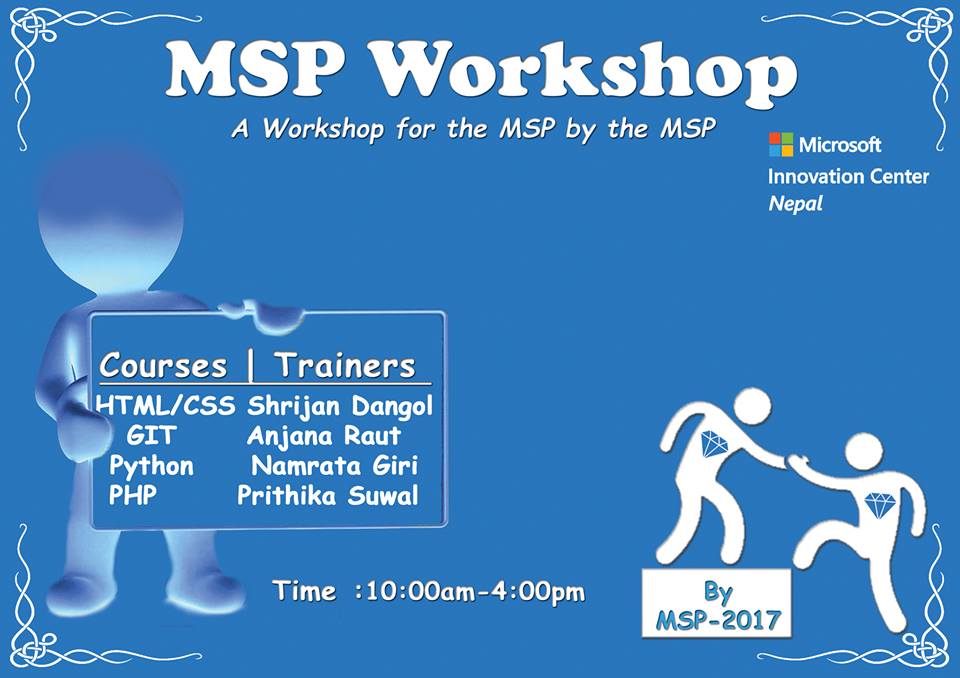 MSP Workshop
A Workshop for the MSP by the MSP
Microsoft
Innovation Center
Nepal
Courses | Trainers
HTML/CSS Shrijan Dangol
GIT Anjana Raut
Python Namrata Giri
PHP Prithika Suwal
Time :10:00am-4:00pm
By
MSP-2017